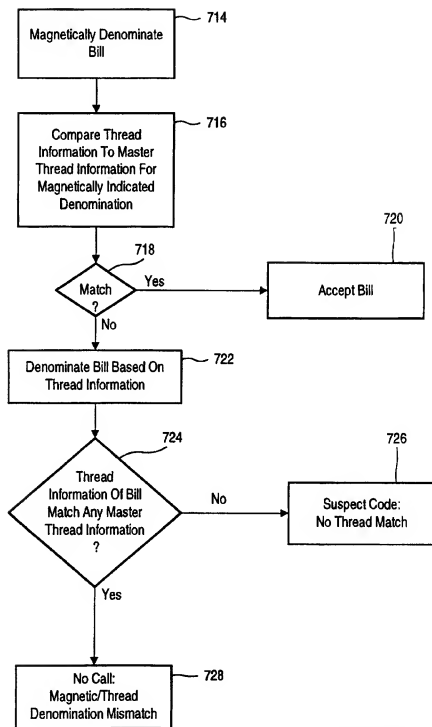 714
Magnetically Denominate
Bill
716
Compare Thread
Information To Master
Thread Information For
Magnetically Indicated
Denomination
718
Match
?
Yes
720
Accept Bill
No
722
Denominate Bill Based On
Thread Information
724
Thread
Information Of Bill
Match Any Master
Thread Information
?
No
726
Suspect Code:
No Thread Match
Yes
728
No Call:
Magnetic/Thread
Denomination Mismatch